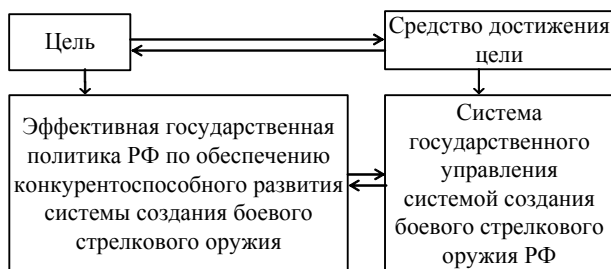 Цель
Средство достижения
цели
Эффективная государственная
политика РФ по обеспечению
конкурентоспособного развития
системы создания боевого
стрелкового оружия
Система
государственного
управления
системой создания
боевого стрелкового
оружия РФ